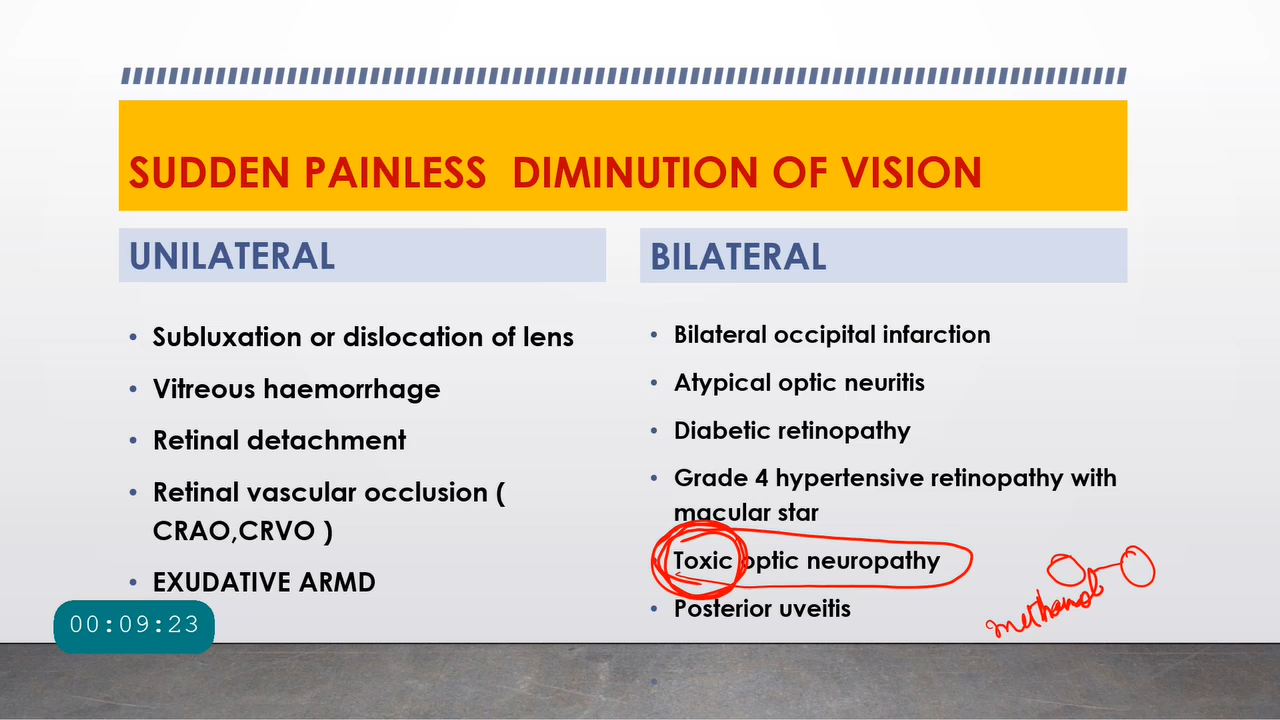 SUDDEN PAINLESS DIMINUTION OF VISION
UNILATERAL
• Subluxation or dislocation of lens
• Vitreous haemorrhage
• Retinal detachment
• Retinal vascular occlusion (
CRAO,CRVO )
• EXUDATIVE ARMD
BILATERAL
• Bilateral occipital infarction
• Atypical optic neuritis
• Diabetic retinopathy
• Grade 4 hypertensive retinopathy with
macular star
Toxic optic neuropathy
• Posterior uveitis
methanol
00:09:23